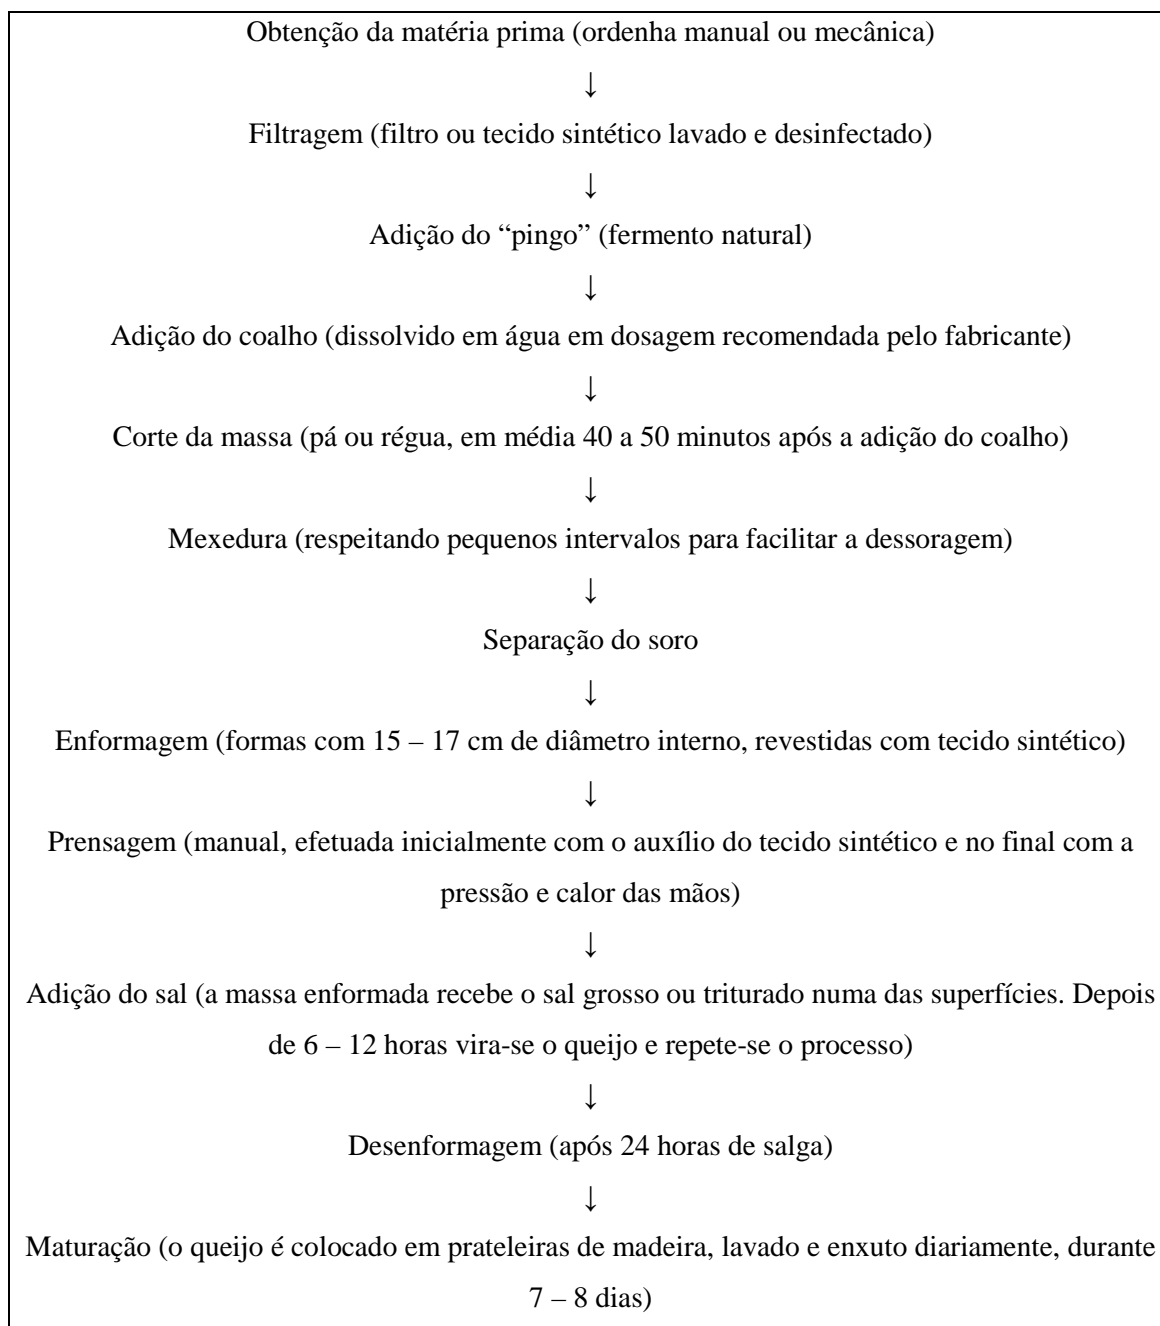 Obtenção da matéria prima (ordenha manual ou mecânica)
↓
Filtragem (filtro ou tecido sintético lavado e desinfectado)
↓
Adição do “pingo” (fermento natural)
↓
Adição do coalho (dissolvido em água em dosagem recomendada pelo fabricante)
↓
Corte da massa (pá ou régua, em média 40 a 50 minutos após a adição do coalho)
↓
Mexedura (respeitando pequenos intervalos para facilitar a dessoragem)
↓
Separação do soro
↓
Enformagem (formas com 15 – 17 cm de diâmetro interno, revestidas com tecido sintético)
↓
Prensagem (manual, efetuada inicialmente com o auxílio do tecido sintético e no final com a
pressão e calor das mãos)
↓
Adição do sal (a massa enformada recebe o sal grosso ou triturado numa das superfícies. Depois
de 6 – 12 horas vira-se o queijo e repete-se o processo)
↓
Desenformagem (após 24 horas de salga)
↓
Maturação (o queijo é colocado em prateleiras de madeira, lavado e enxuto diariamente, durante
7 – 8 dias)